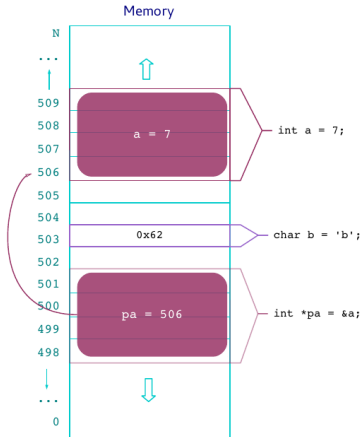 Memory
N
...
509
508
507
506
505
504
503
502
501
500
499
498
...
0
a = 7
int a = 7;
0x62
char b = 'b';
pa = 506
int *pa = &a;